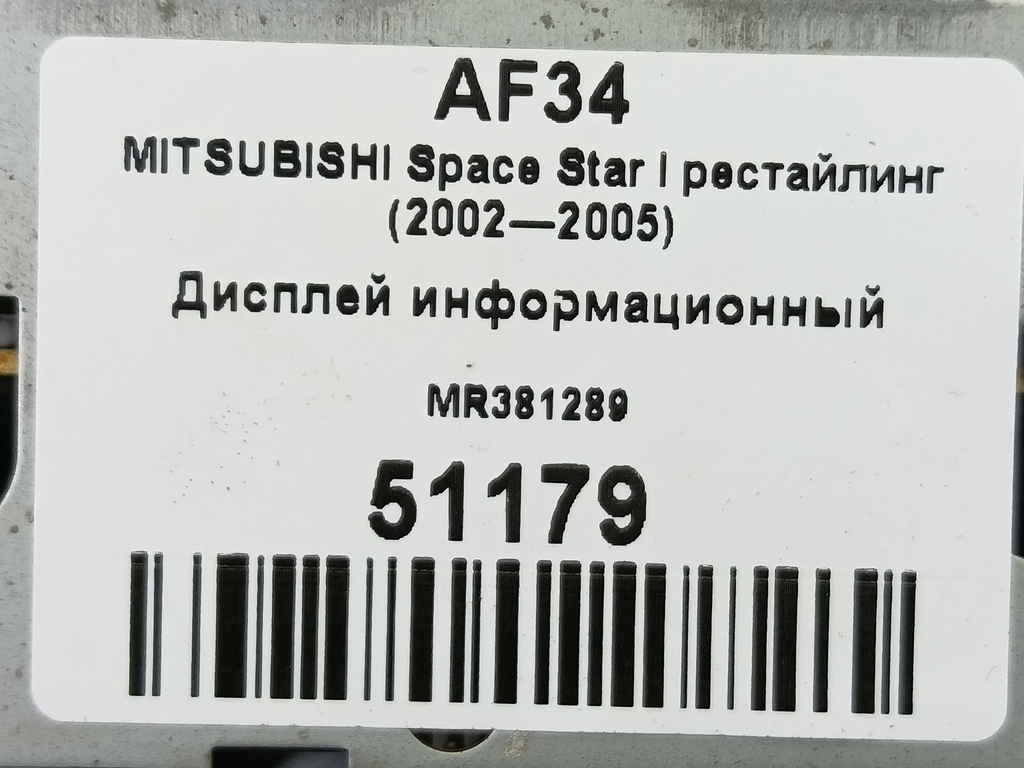 AF34
MITSUBISHI Space Star I рестайлинг
(2002—2005)
Дисплей информационный
MR381289
51179